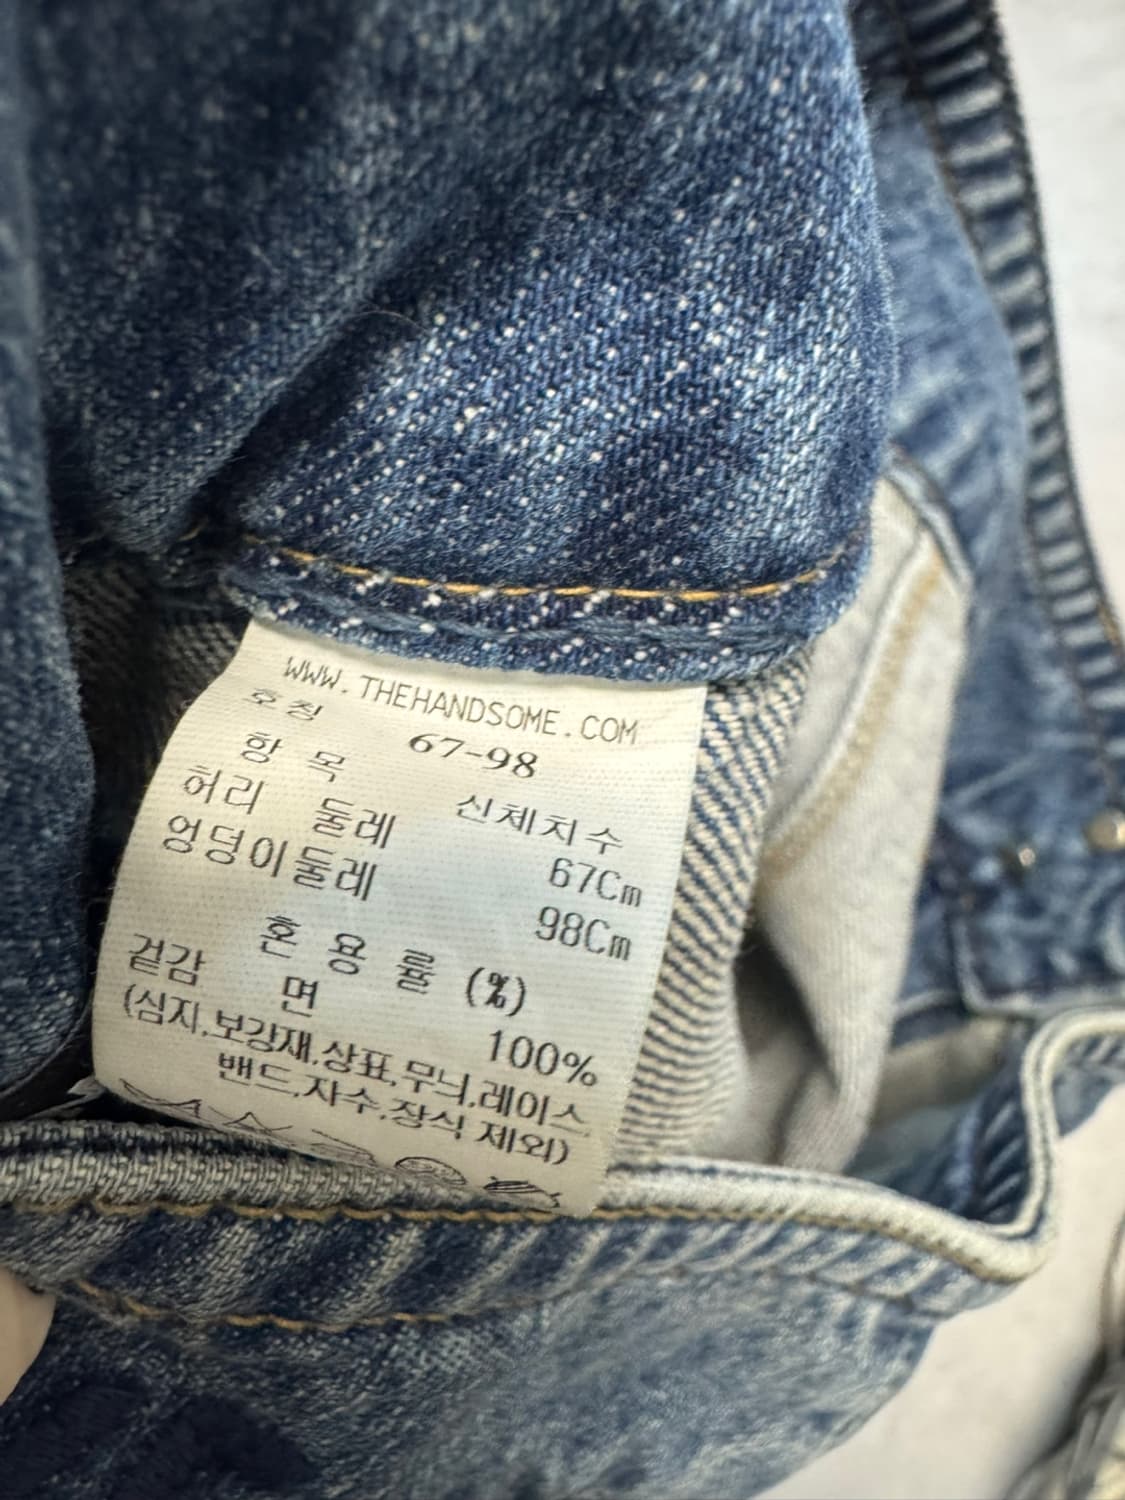 WWW.THEHANDSOME.COM
호칭 67-98
항 목 신체치수
허리 둘레 67Cm
엉덩이둘레 98Cm
혼 용 율 (%)
겉감 면 100%
(심지,보강재,상표,무늬,레이스,
밴드,자수,장식 제외)